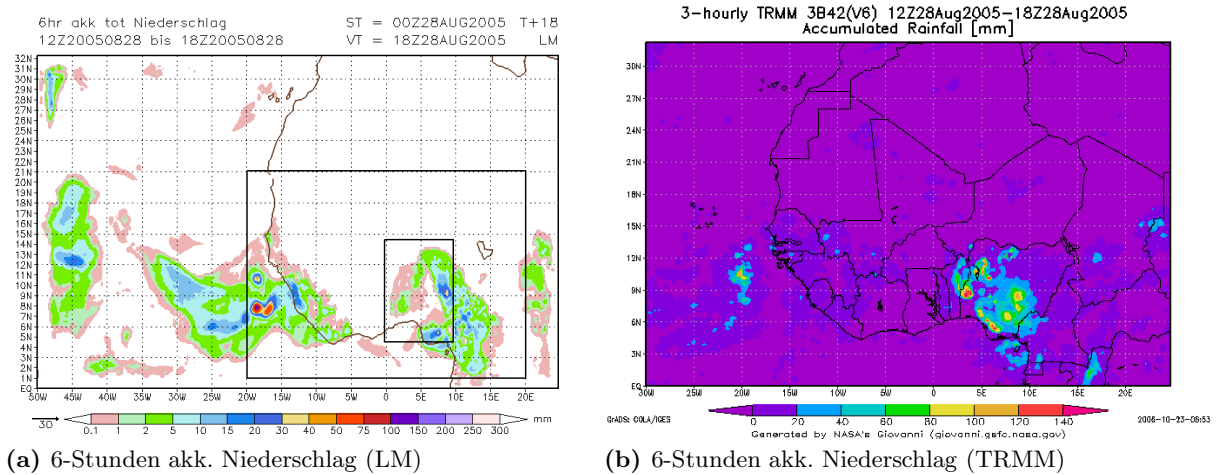 6hr akk tot Niederschlag ST = 00Z28AUG2005 T+18
12Z20050828 bis 18Z20050828 VT = 18Z28AUG2005 LM
32N
31N
30N
29N
28N
27N
26N
25N
24N
23N
22N
21N
20N
19N
18N
17N
16N
15N
14N
13N
12N
11N
10N
9N
8N
7N
6N
5N
4N
3N
2N
1N
EQ
50W 45W 40W 35W 30W 25W 20W 15W 10W 5W 0 5E 10E 15E 20E
30 mm
0.1 1 2 5 10 15 20 30 40 50 75 100 150 200 250 300
(a) 6-Stunden akk. Niederschlag (LM)
3-hourly TRMM 3B42(V6) 12Z28Aug2005-18Z28Aug2005
Accumulated Rainfall [mm]
30N
27N
24N
21N
18N
15N
12N
9N
6N
3N
EQ
30W 25W 20W 15W 10W 5W 0 5E 10E 15E 20E
GrADS: COLA/IGES 2006-10-23-06:53
0 20 40 60 80 100 120 140
Generated by NASA's Giovanni (giovanni.gsfc.nasa.gov)
(b) 6-Stunden akk. Niederschlag (TRMM)